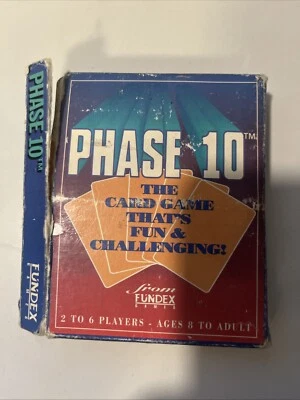 PHASE 10™
FUNDEX
PHASE 10™
THE
CARD GAME
THAT'S
FUN &
CHALLENGING!
from
FUNDEX
GAMES
2 TO 6 PLAYERS - AGES 8 TO ADULT